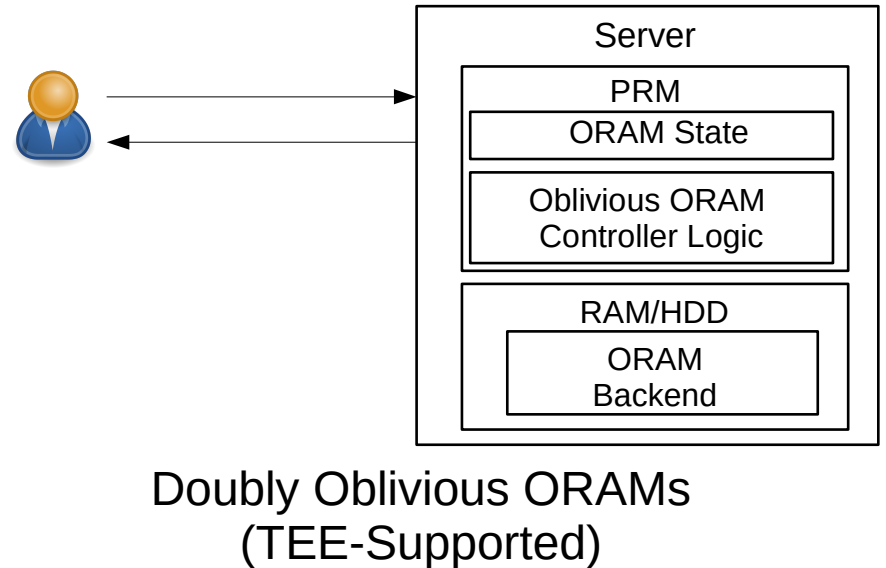 Server
PRM
ORAM State
Oblivious ORAM
Controller Logic
RAM/HDD
ORAM
Backend
Doubly Oblivious ORAMs
(TEE-Supported)